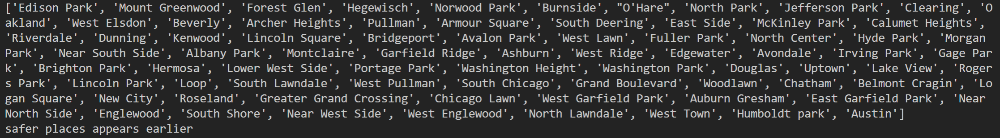 ['Edison Park', 'Mount Greenwood', 'Forest Glen', 'Hegewisch', 'Norwood Park', 'Burnside', "O'Hare", 'North Park', 'Jefferson Park', 'Clearing', 'O
akland', 'West Elsdon', 'Beverly', 'Archer Heights', 'Pullman', 'Armour Square', 'South Deering', 'East Side', 'McKinley Park', 'Calumet Heights',
'Riverdale', 'Dunning', 'Kenwood', 'Lincoln Square', 'Bridgeport', 'Avalon Park', 'West Lawn', 'Fuller Park', 'North Center', 'Hyde Park', 'Morgan
Park', 'Near South Side', 'Albany Park', 'Montclaire', 'Garfield Ridge', 'Ashburn', 'West Ridge', 'Edgewater', 'Avondale', 'Irving Park', 'Gage Par
k', 'Brighton Park', 'Hermosa', 'Lower West Side', 'Portage Park', 'Washington Height', 'Washington Park', 'Douglas', 'Uptown', 'Lake View', 'Roger
s Park', 'Lincoln Park', 'Loop', 'South Lawndale', 'West Pullman', 'South Chicago', 'Grand Boulevard', 'Woodlawn', 'Chatham', 'Belmont Cragin', 'Lo
gan Square', 'New City', 'Roseland', 'Greater Grand Crossing', 'Chicago Lawn', 'West Garfield Park', 'Auburn Gresham', 'East Garfield Park', 'Near
North Side', 'Englewood', 'South Shore', 'Near West Side', 'West Englewood', 'North Lawndale', 'West Town', 'Humboldt park', 'Austin']
safer places appears earlier